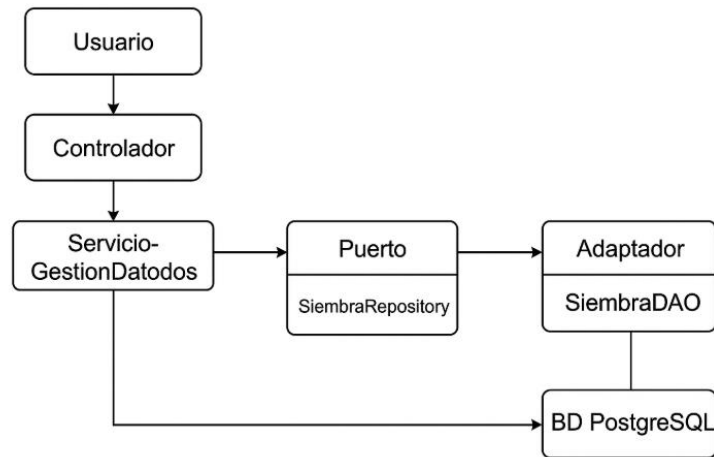 Usuario
Controlador
Servicio-
GestionDatodos
Puerto
SiembraRepository
Adaptador
SiembraDAO
BD PostgreSQL